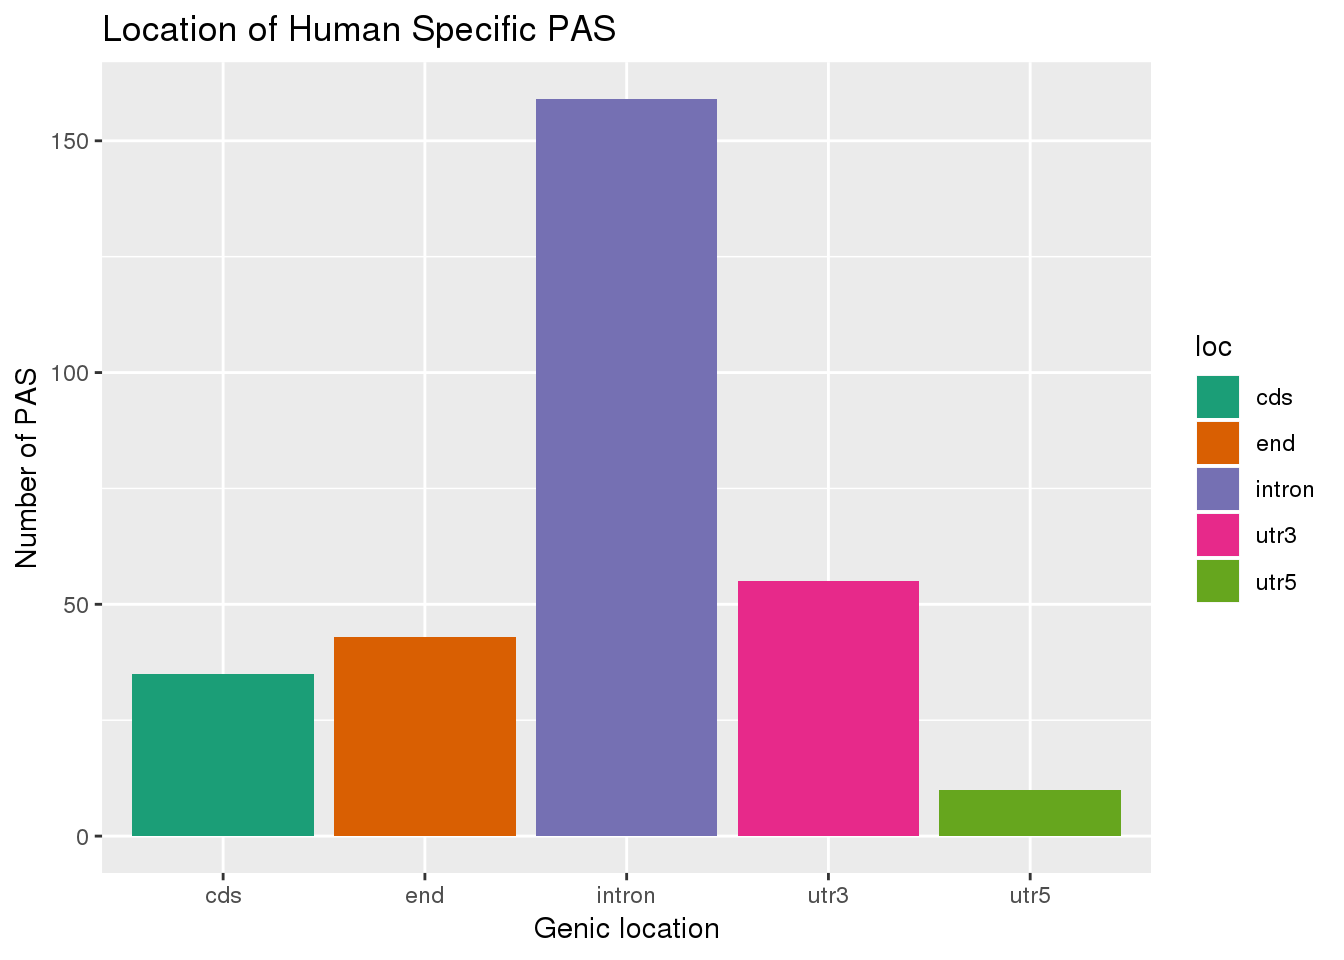 Location of Human Specific PAS
Number of PAS
150
100
50
0
cds
end
intron
utr3
utr5
Genic location
loc
cds
end
intron
utr3
utr5